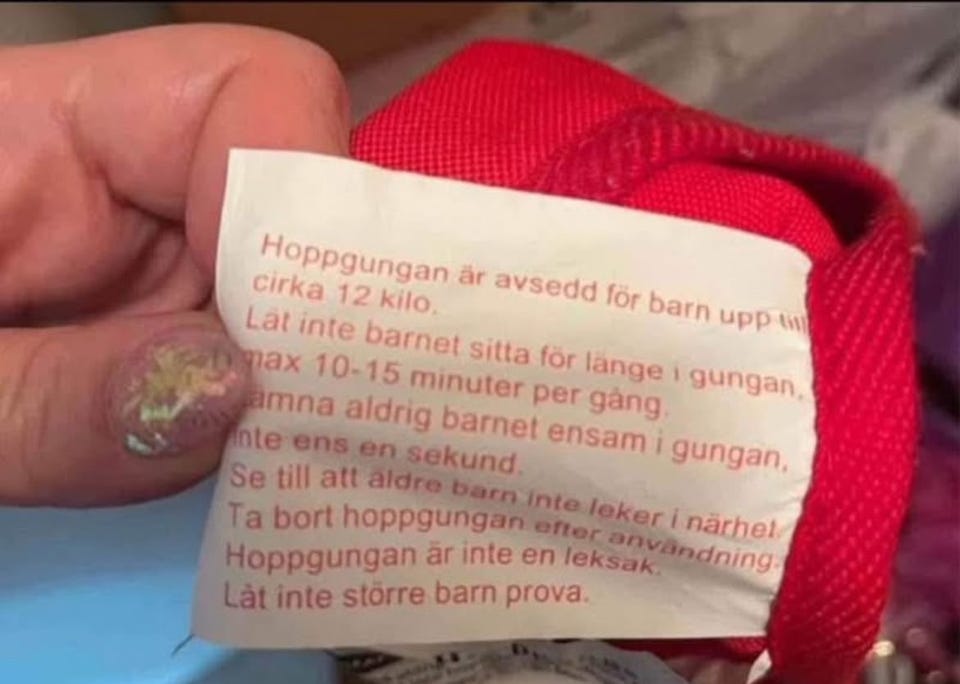 Hoppgungan är avsedd för barn upp till
cirka 12 kilo.
Låt inte barnet sitta för länge i gungan,
max 10-15 minuter per gång.
ämna aldrig barnet ensam i gungan,
inte ens en sekund.
Se till att äldre barn inte leker i närhet.
Ta bort hoppgungan efter användning.
Hoppgungan är inte en leksak.
Låt inte större barn prova.